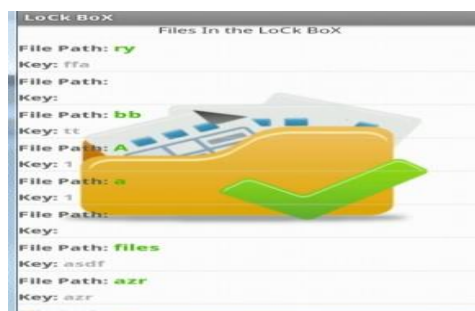 LoCk BoX
Files In the LoCk BoX
File Path: ry
Key: ffa
File Path:
Key:
File Path: bb
Key: tt
File Path: A
Key: 1
File Path: a
Key: 1
File Path:
Key:
File Path: files
Key: asdf
File Path: azr
Key: azr